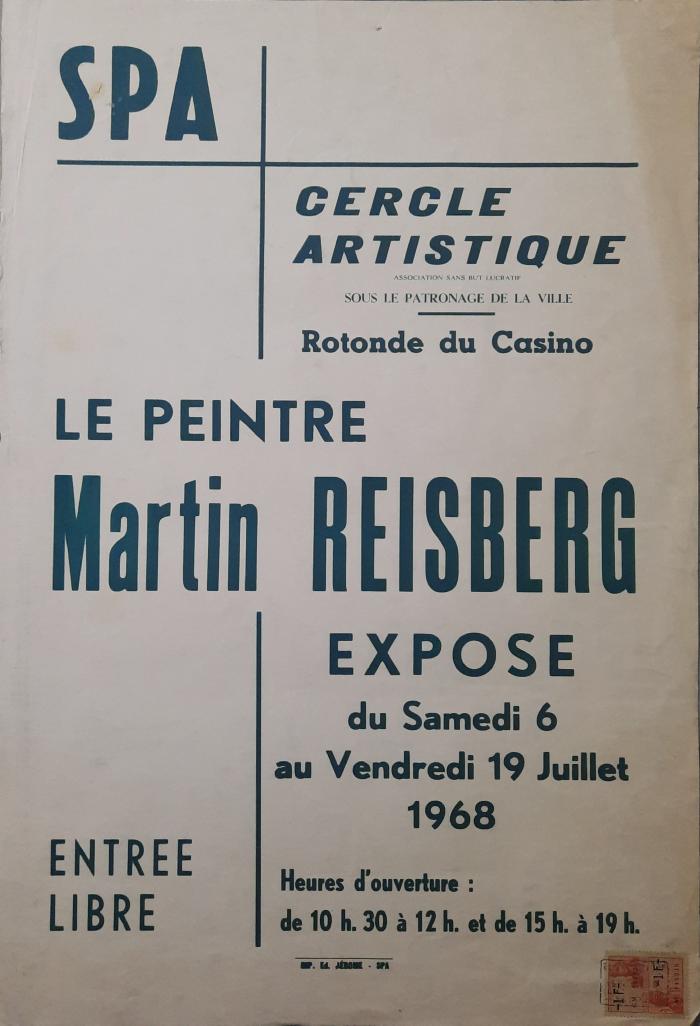 SPA
CERCLE
ARTISTIQUE
ASSOCIATION SANS BUT LUCRATIF
SOUS LE PATRONAGE DE LA VILLE
Rotonde du Casino
LE PEINTRE
Martin REISBERG
EXPOSE
du Samedi 6
au Vendredi 19 Juillet
1968
ENTREE
LIBRE
Heures d'ouverture :
de 10 h. 30 à 12 h. et de 15 h. à 19 h.
IMP. Ed. JÉROME - SPA